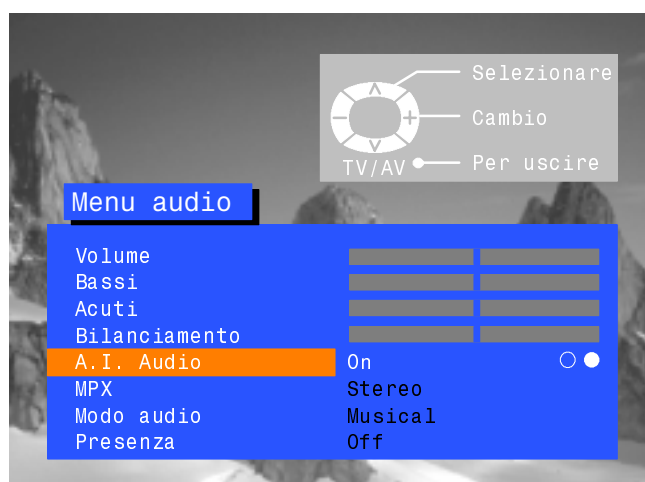 Selezionare
Cambio
TV/AV Per uscire
Menu audio
Volume
Bassi
Acuti
Bilanciamento
A.I. Audio On
MPX Stereo
Modo audio Musical
Presenza Off